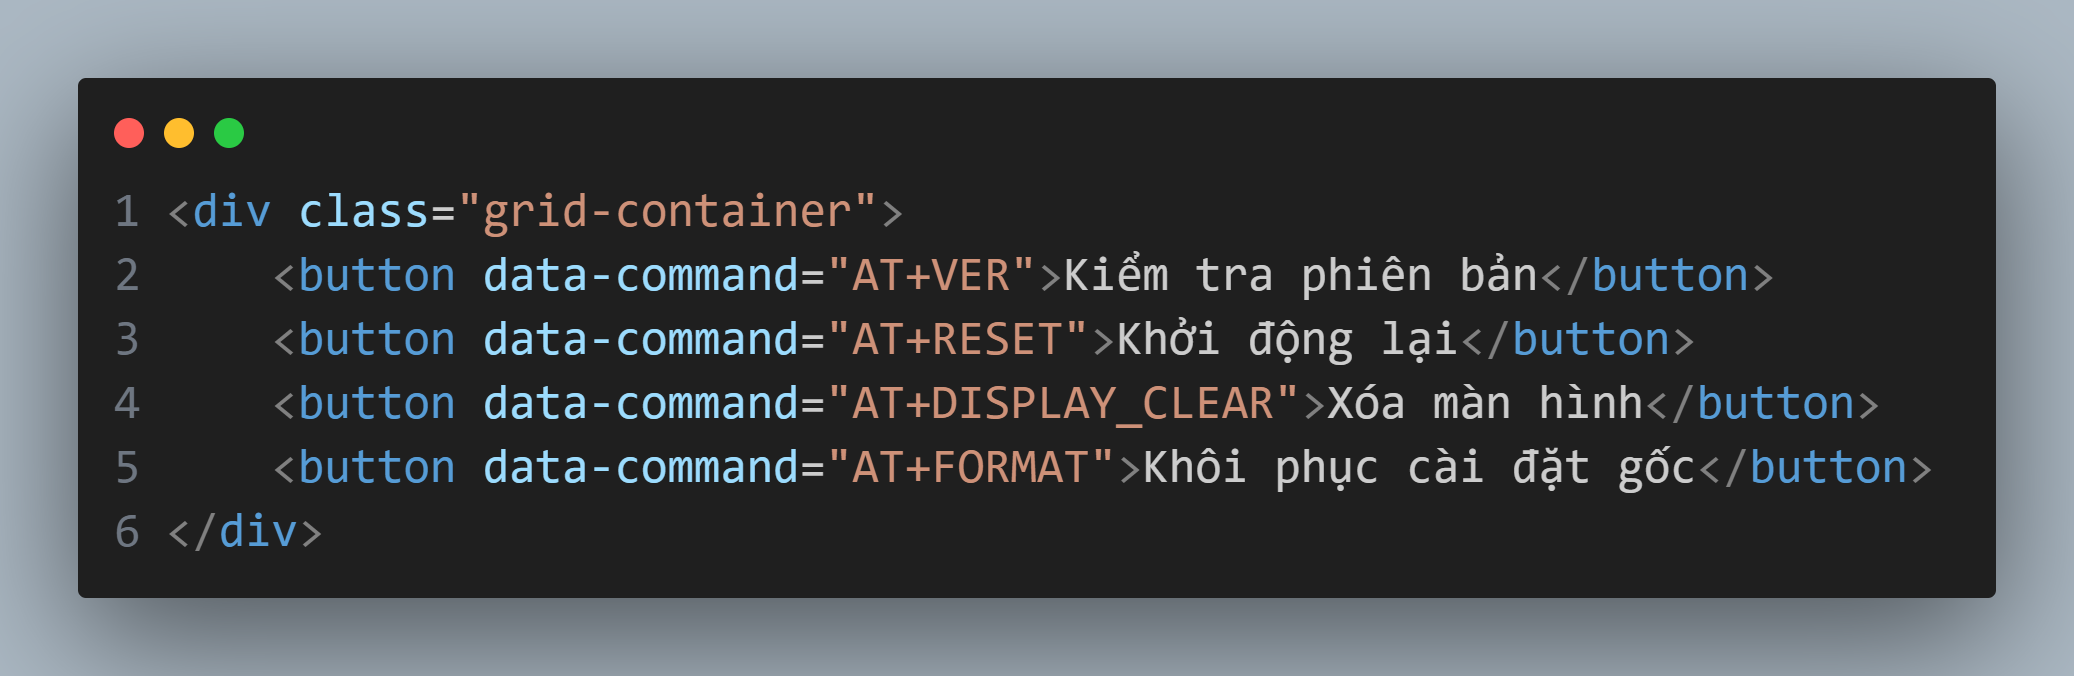 1 <div class="grid-container">
2 <button data-command="AT+VER">Kiểm tra phiên bản</button>
3 <button data-command="AT+RESET">Khởi động lại</button>
4 <button data-command="AT+DISPLAY_CLEAR">Xóa màn hình</button>
5 <button data-command="AT+FORMAT">Khôi phục cài đặt gốc</button>
6 </div>